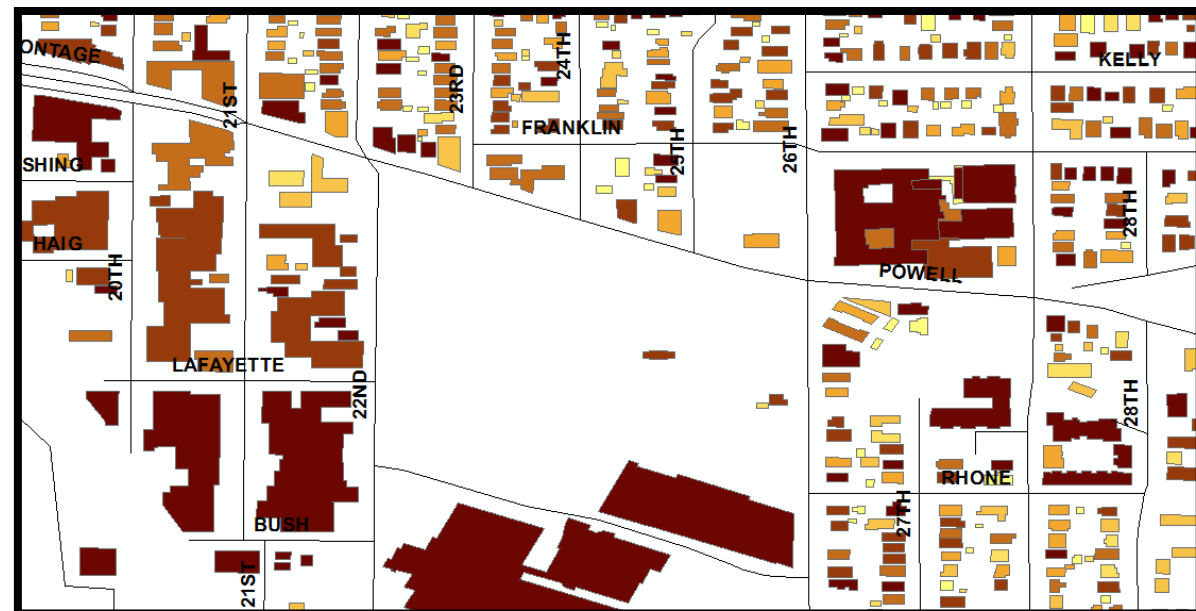 ONTAGE
24TH
KELLY
23RD
21ST
FRANKLIN
25TH
26TH
SHING
28TH
HAIG
20TH
POWELL
LAFAYETTE
22ND
28TH
RHONE
27TH
BUSH
21ST